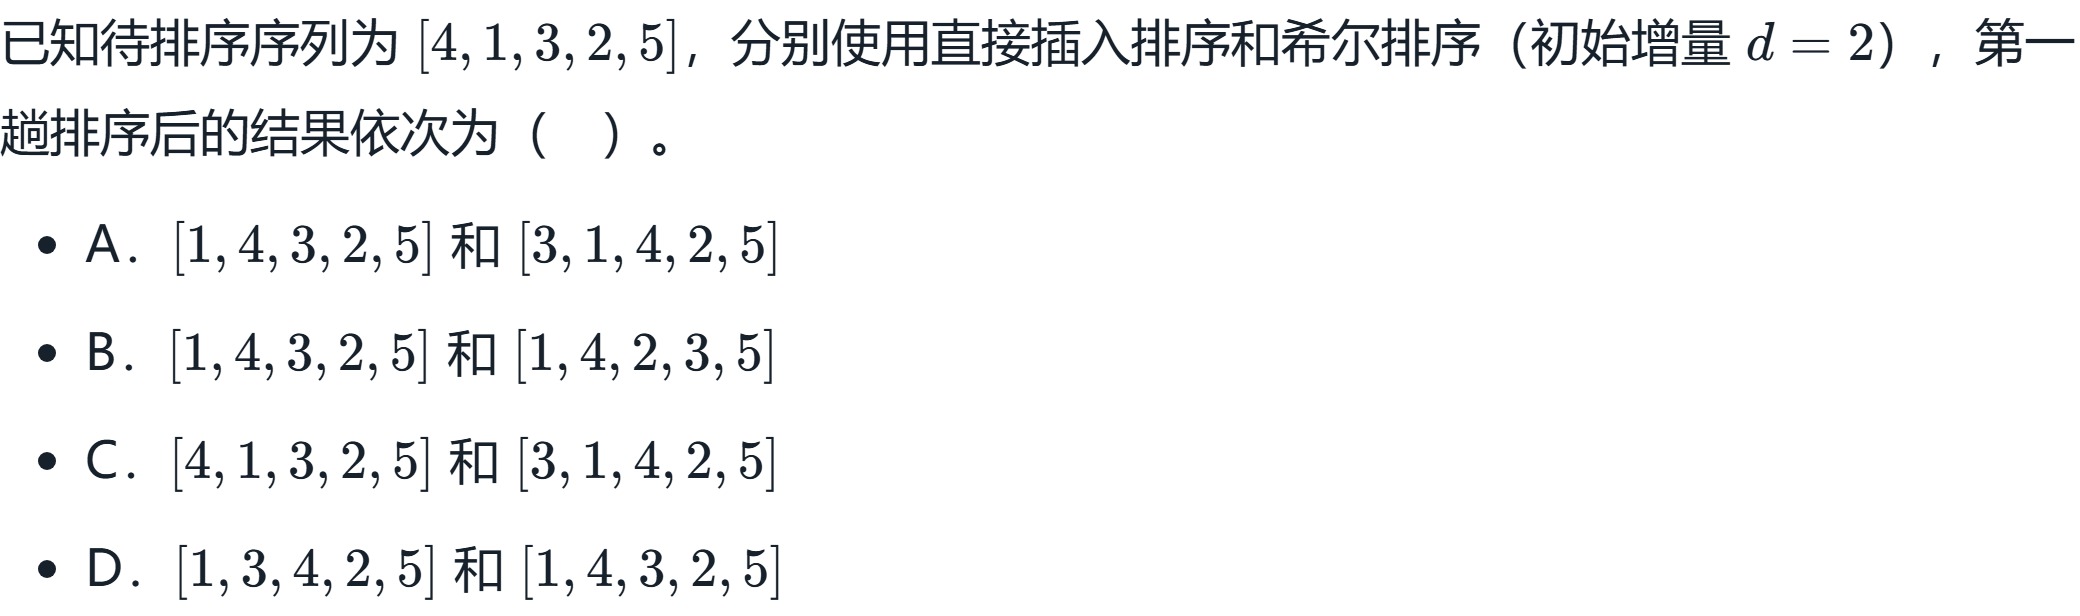 已知待排序序列为 [4, 1, 3, 2, 5]，分别使用直接插入排序和希尔排序（初始增量 d = 2），第一
趟排序后的结果依次为（　）。
• A. [1, 4, 3, 2, 5] 和 [3, 1, 4, 2, 5]
• B. [1, 4, 3, 2, 5] 和 [1, 4, 2, 3, 5]
• C. [4, 1, 3, 2, 5] 和 [3, 1, 4, 2, 5]
• D. [1, 3, 4, 2, 5] 和 [1, 4, 3, 2, 5]